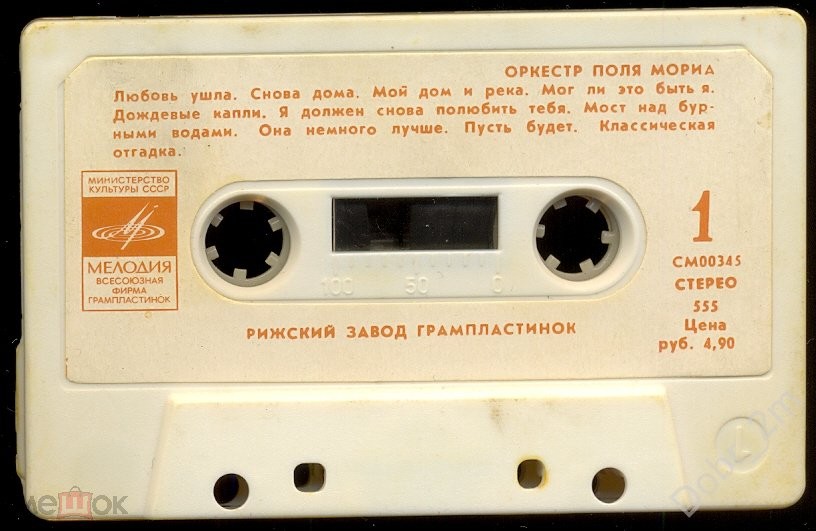 ОРКЕСТР ПОЛЯ МОРИА
Любовь ушла. Снова дома. Мой дом и река. Мог ли это быть я.
Дождевые капли. Я должен снова полюбить тебя. Мост над бур-
ными водами. Она немного лучше. Пусть будет. Классическая
отгадка.
МИНИСТЕРСТВО
КУЛЬТУРЫ СССР
МЕЛОДИЯ
ВСЕСОЮЗНАЯ
ФИРМА
ГРАМПЛАСТИНОК
1
СМ00345
СТЕРЕО
555
Цена
руб. 4,90
100 50 0
РИЖСКИЙ ЗАВОД ГРАМПЛАСТИНОК
мешок